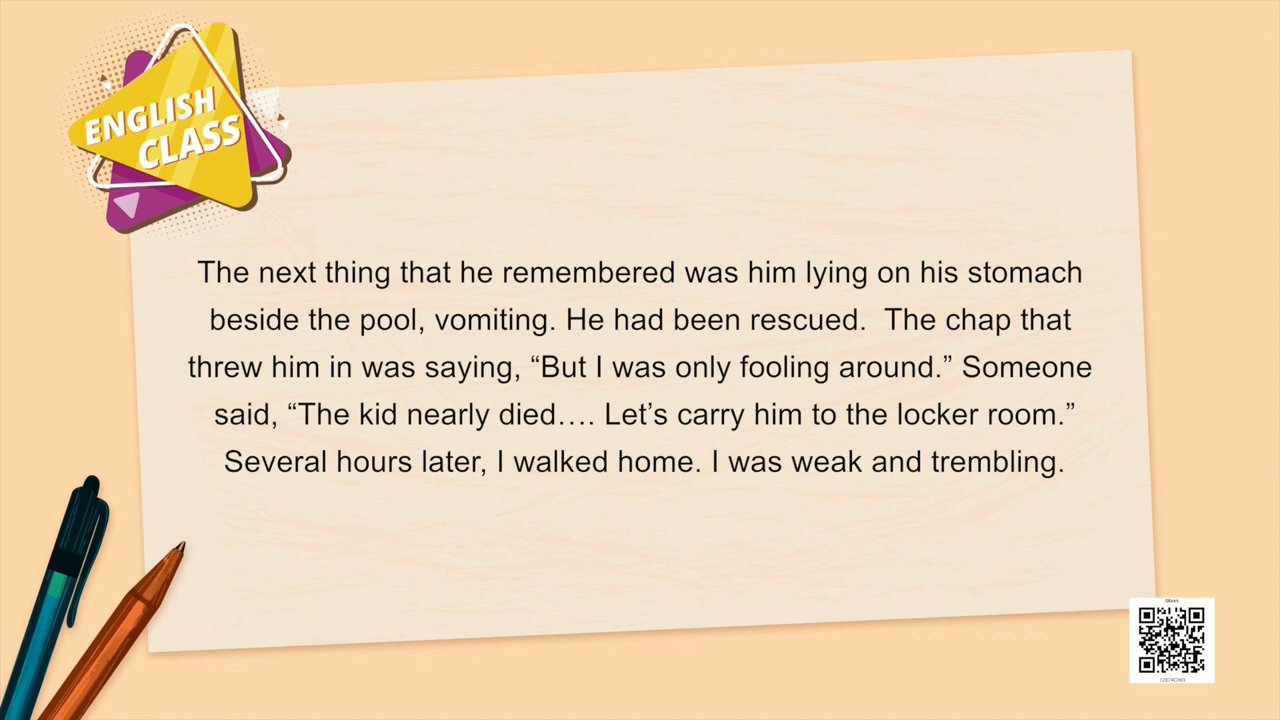 ENGLISH
CLASS
The next thing that he remembered was him lying on his stomach
beside the pool, vomiting. He had been rescued.  The chap that
threw him in was saying, “But I was only fooling around.” Someone
said, “The kid nearly died…. Let’s carry him to the locker room.”
Several hours later, I walked home. I was weak and trembling.